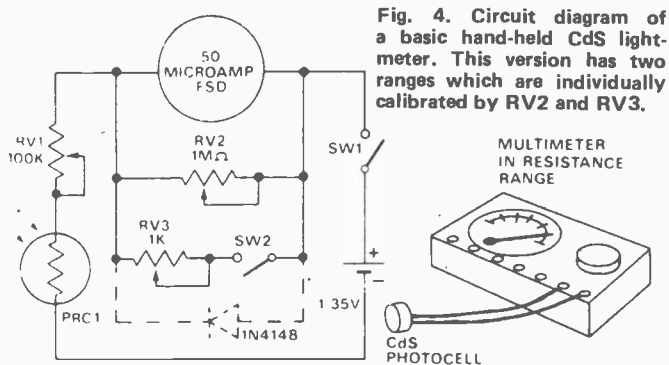 Fig. 4. Circuit diagram of
a basic hand-held CdS light-
meter. This version has two
ranges which are individually
calibrated by RV2 and RV3.
50
MICROAMP
FSD
RV1
100K
RV2
1MΩ
RV3
1K
SW2
SW1
PRC1
1N4148
+
−
1 35V
MULTIMETER
IN RESISTANCE
RANGE
CdS
PHOTOCELL